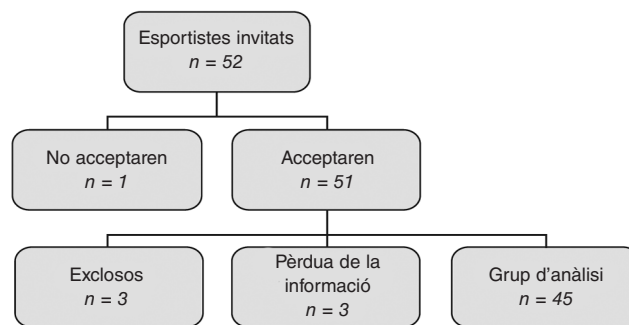 Esportistes invitats
n = 52
No acceptaren
n = 1
Acceptaren
n = 51
Exclosos
n = 3
Pèrdua de la
informació
n = 3
Grup d'anàlisi
n = 45